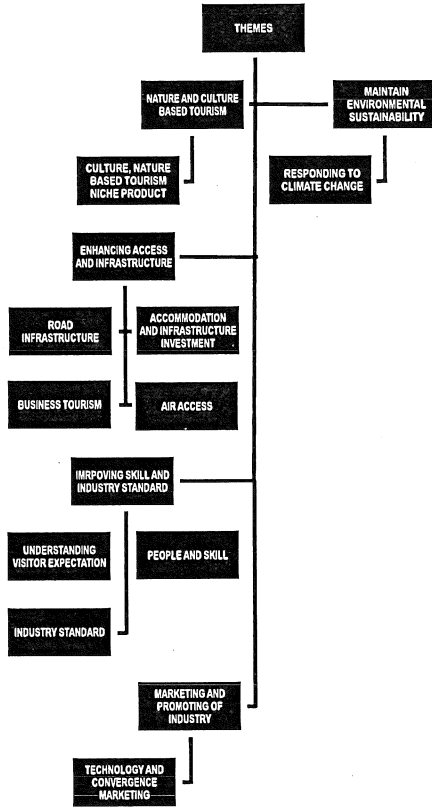 THEMES
NATURE AND CULTURE
BASED TOURISM
MAINTAIN
ENVIRONMENTAL
SUSTAINABILITY
CULTURE, NATURE
BASED TOURISM
NICHE PRODUCT
RESPONDING TO
CLIMATE CHANGE
ENHANCING ACCESS
AND INFRASTRUCTURE
ROAD
INFRASTRUCTURE
ACCOMMODATION
AND INFRASTRUCTURE
INVESTMENT
BUSINESS TOURISM
AIR ACCESS
IMRPOVING SKILL AND
INDUSTRY STANDARD
UNDERSTANDING
VISITOR EXPECTATION
PEOPLE AND SKILL
INDUSTRY STANDARD
MARKETING AND
PROMOTING OF
INDUSTRY
TECHNOLOGY AND
CONVERGENCE
MARKETING